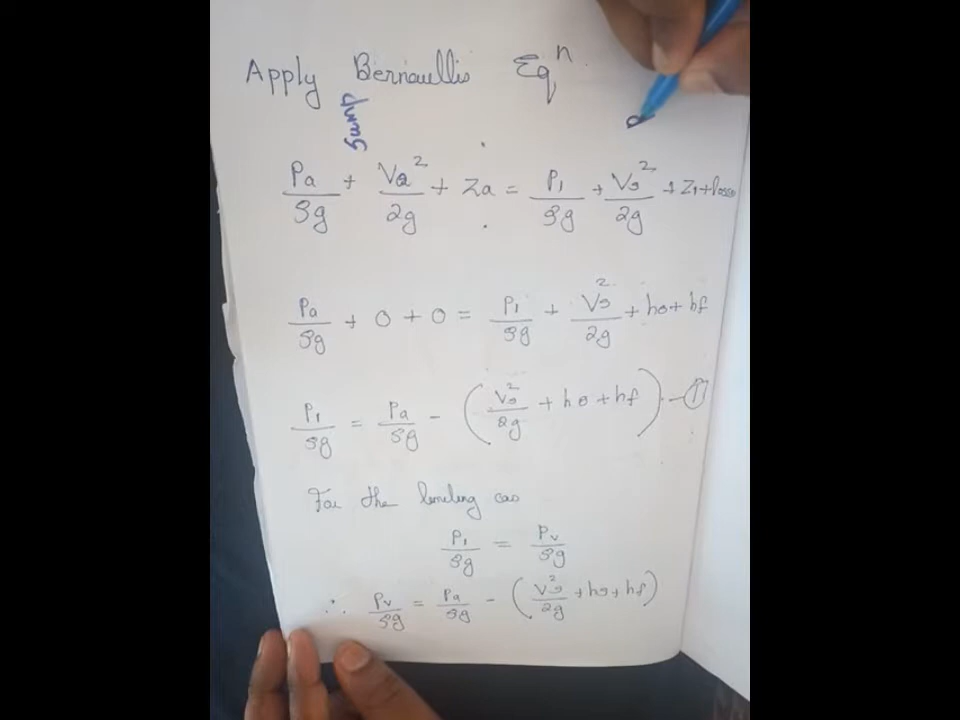 Apply Bernoullis Eqⁿ
Sump
Pa/ρg + Va²/2g + Za = P₁/ρg + Vs²/2g + Z₁ + loss
Pa/ρg + 0 + 0 = P₁/ρg + Vs²/2g + hs + hf
P₁/ρg = Pa/ρg - (Vs²/2g + hs + hf) - ①
For the limiting cas
P₁/ρg = Pv/ρg
∴ Pv/ρg = Pa/ρg - (Vs²/2g + hs + hf)